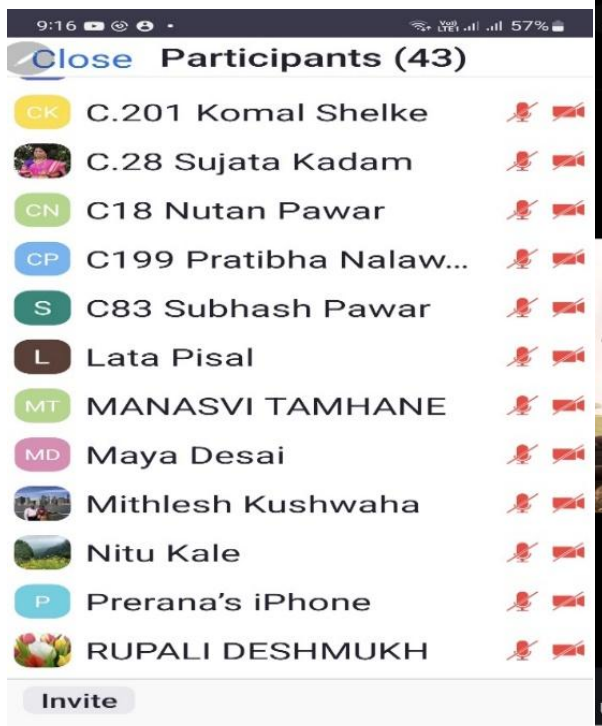 9:16 57%
Close Participants (43)
CK C.201 Komal Shelke
C.28 Sujata Kadam
CN C18 Nutan Pawar
CP C199 Pratibha Nalaw...
S C83 Subhash Pawar
L Lata Pisal
MT MANASVI TAMHANE
MD Maya Desai
Mithlesh Kushwaha
Nitu Kale
P Prerana's iPhone
RUPALI DESHMUKH
Invite